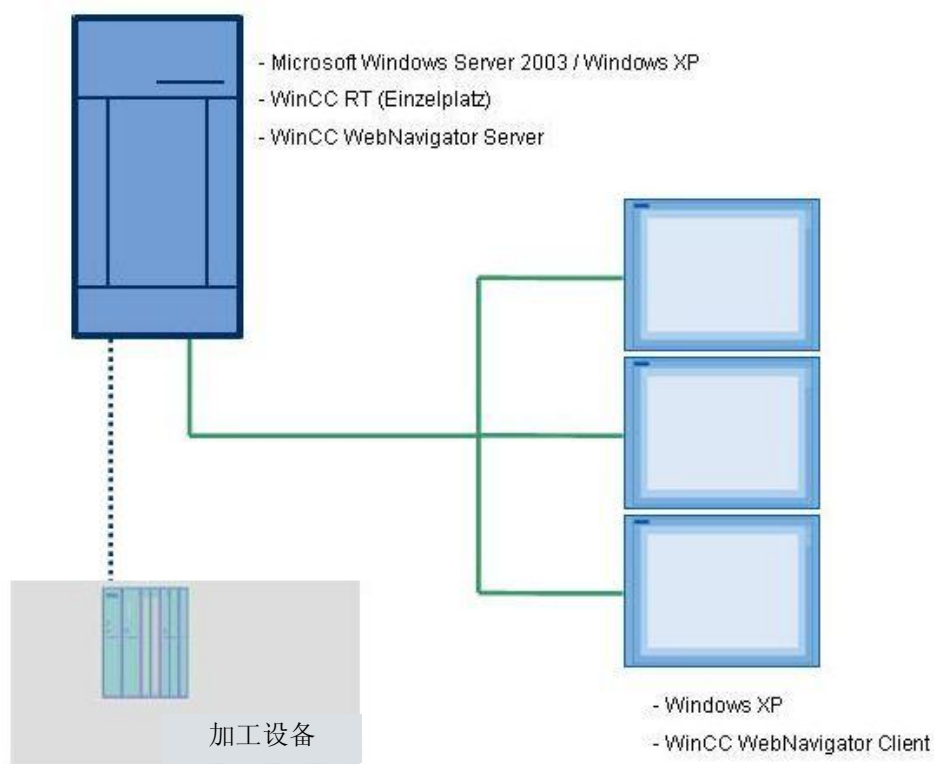 - Microsoft Windows Server 2003 / Windows XP
- WinCC RT (Einzelplatz)
- WinCC WebNavigator Server
加工设备
- Windows XP
- WinCC WebNavigator Client